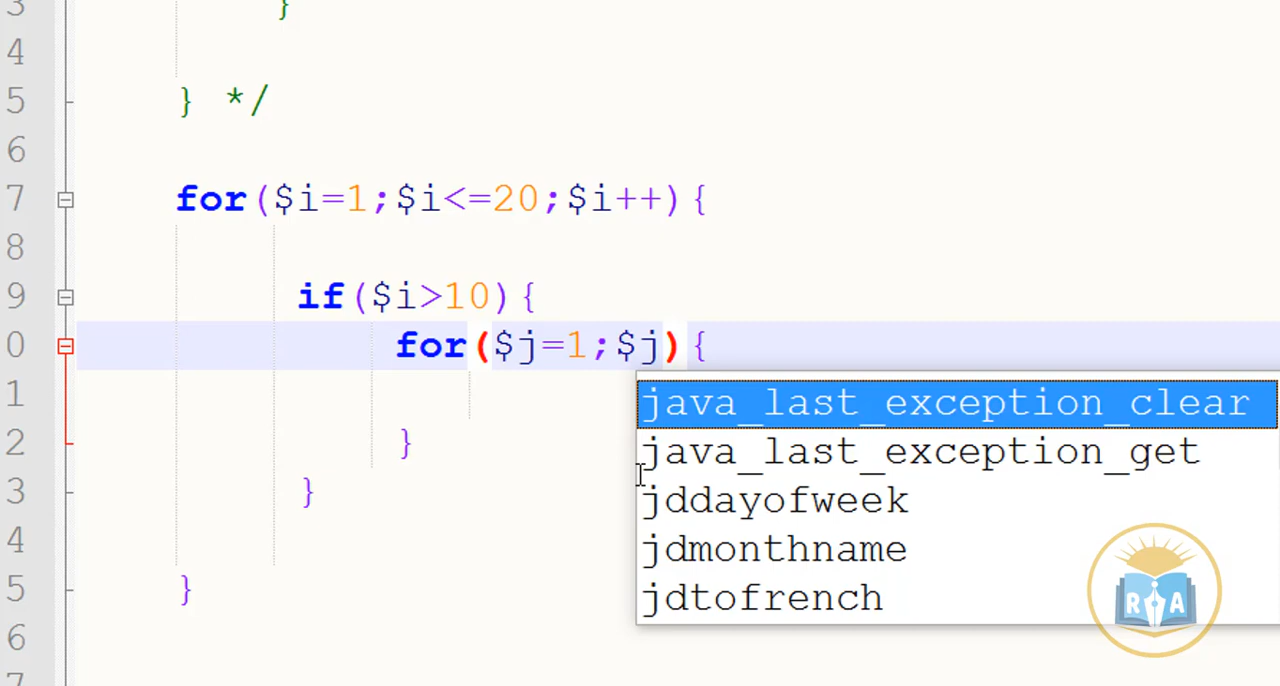 3 }
4
5 } */
6
7 for($i=1;$i<=20;$i++){
8
9 if($i>10){
0 for($j=1;$j){
1 java_last_exception_clear
2 } java_last_exception_get
3 } jddayofweek
4 jdmonthname
5 } jdtofrench
6
7
R A